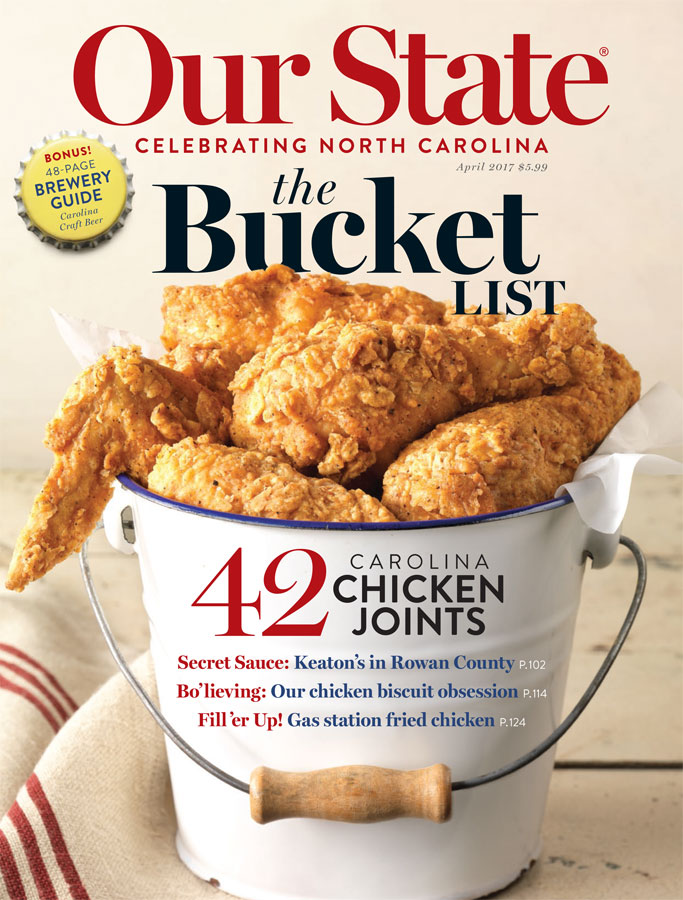 Our State®
CELEBRATING NORTH CAROLINA
April 2017 $5.99
BONUS!
48-PAGE
BREWERY
GUIDE
Carolina
Craft Beer
the
Bucket
LIST
42
CAROLINA
CHICKEN
JOINTS
Secret Sauce: Keaton's in Rowan County P.102
Bo'lieving: Our chicken biscuit obsession P.114
Fill 'er Up! Gas station fried chicken P.124